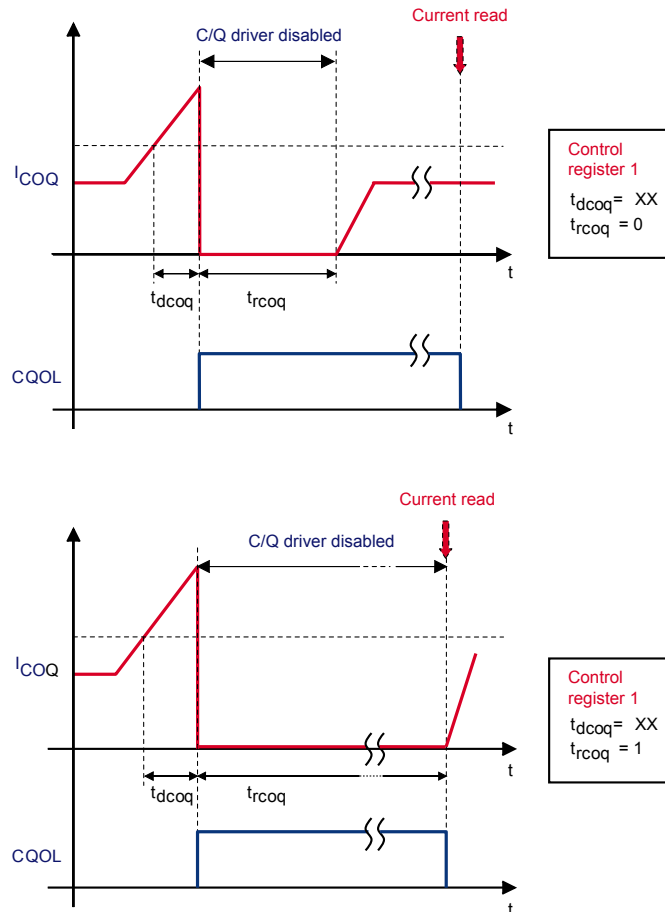 Current read
C/Q driver disabled
ICOQ
Control
register 1
tdcoq= XX
trcoq = 0
t
tdcoq
trcoq
CQOL
t
Current read
C/Q driver disabled
ICOQ
Control
register 1
tdcoq= XX
trcoq = 1
t
tdcoq
trcoq
CQOL
t